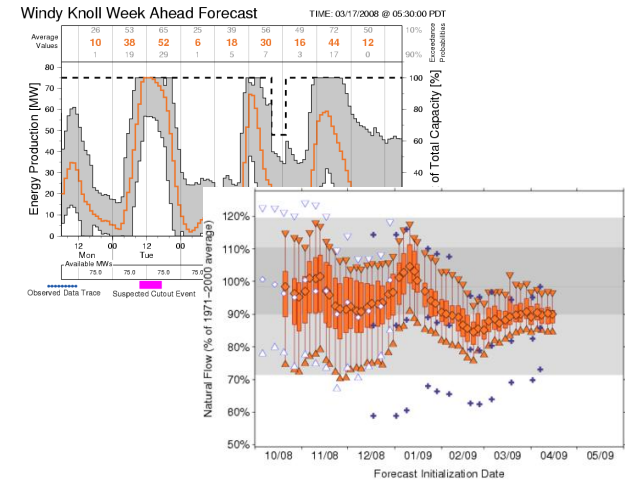 Windy Knoll Week Ahead Forecast TIME: 03/17/2008 @ 05:30:00 PDT
26 53 65 25 39 56 49 72 50 10%
Average Values 10 38 52 6 18 30 16 44 12
1 19 29 1 5 7 3 17 0 90%
Exceedance Probabilities
Energy Production [MW]
80
70
60
50
40
30
20
10
0
100
80
60
40
of Total Capacity [%]
12 00 12 00
Mon Tue
Available MWs
75.0 75.0 75.0 75.0
Observed Data Trace Suspected Cutout Event
Natural Flow (% of 1971-2000 average)
120%
110%
100%
90%
80%
70%
60%
50%
10/08 11/08 12/08 01/09 02/09 03/09 04/09 05/09
Forecast Initialization Date